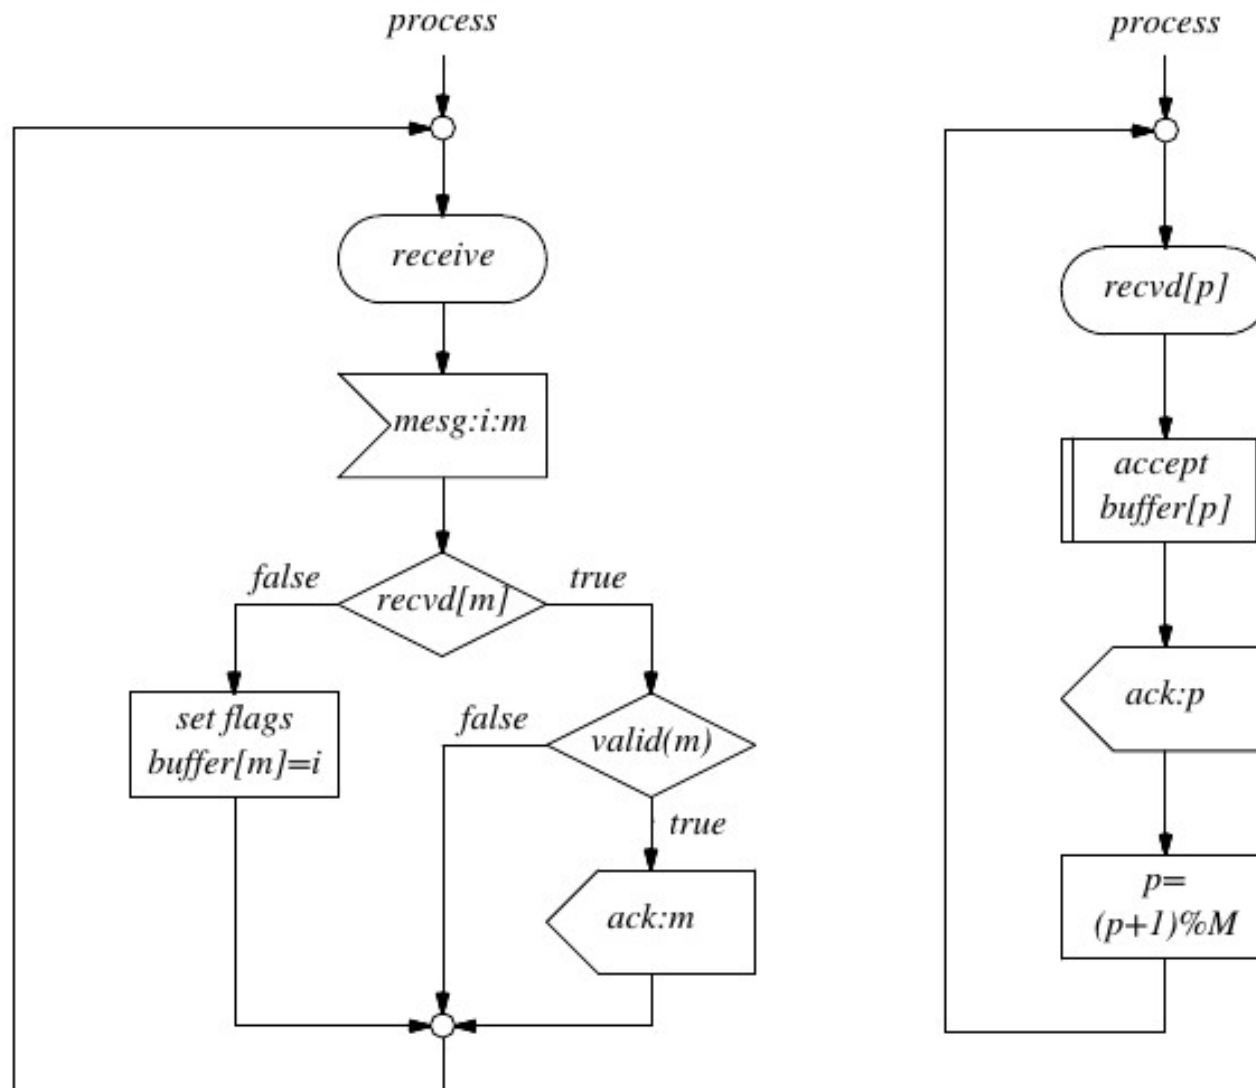 process
receive
mesg:i:m
recvd[m]
false
true
set flags
buffer[m]=i
valid(m)
false
true
ack:m
process
recvd[p]
accept
buffer[p]
ack:p
p=
(p+1)%M